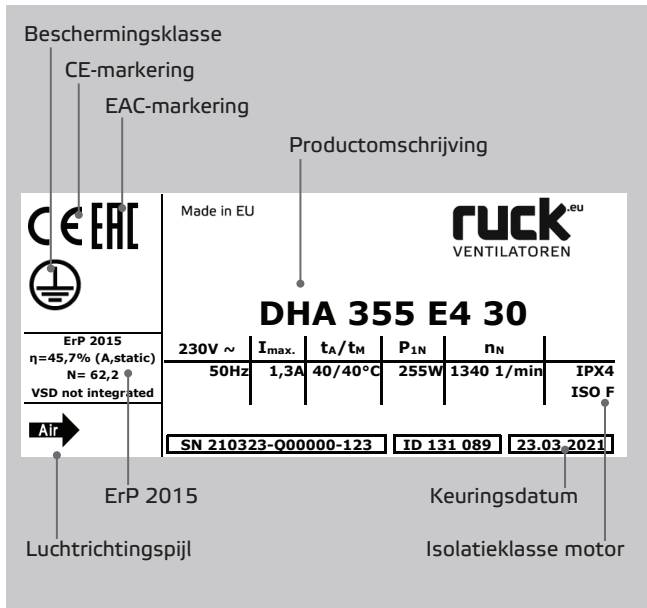 Beschermingsklasse
CE-markering
EAC-markering
Productomschrijving
CE EAC
Made in EU
ruck.eu
VENTILATOREN
DHA 355 E4 30
ErP 2015
η=45,7% (A,static)
N= 62,2
VSD not integrated
230V ~ Imax. tA/tM P1N nN
50Hz 1,3A 40/40°C 255W 1340 1/min IPX4
ISO F
Air
SN 210323-Q00000-123 ID 131 089 23.03.2021
ErP 2015 Keuringsdatum
Luchtrichtingspijl Isolatieklasse motor